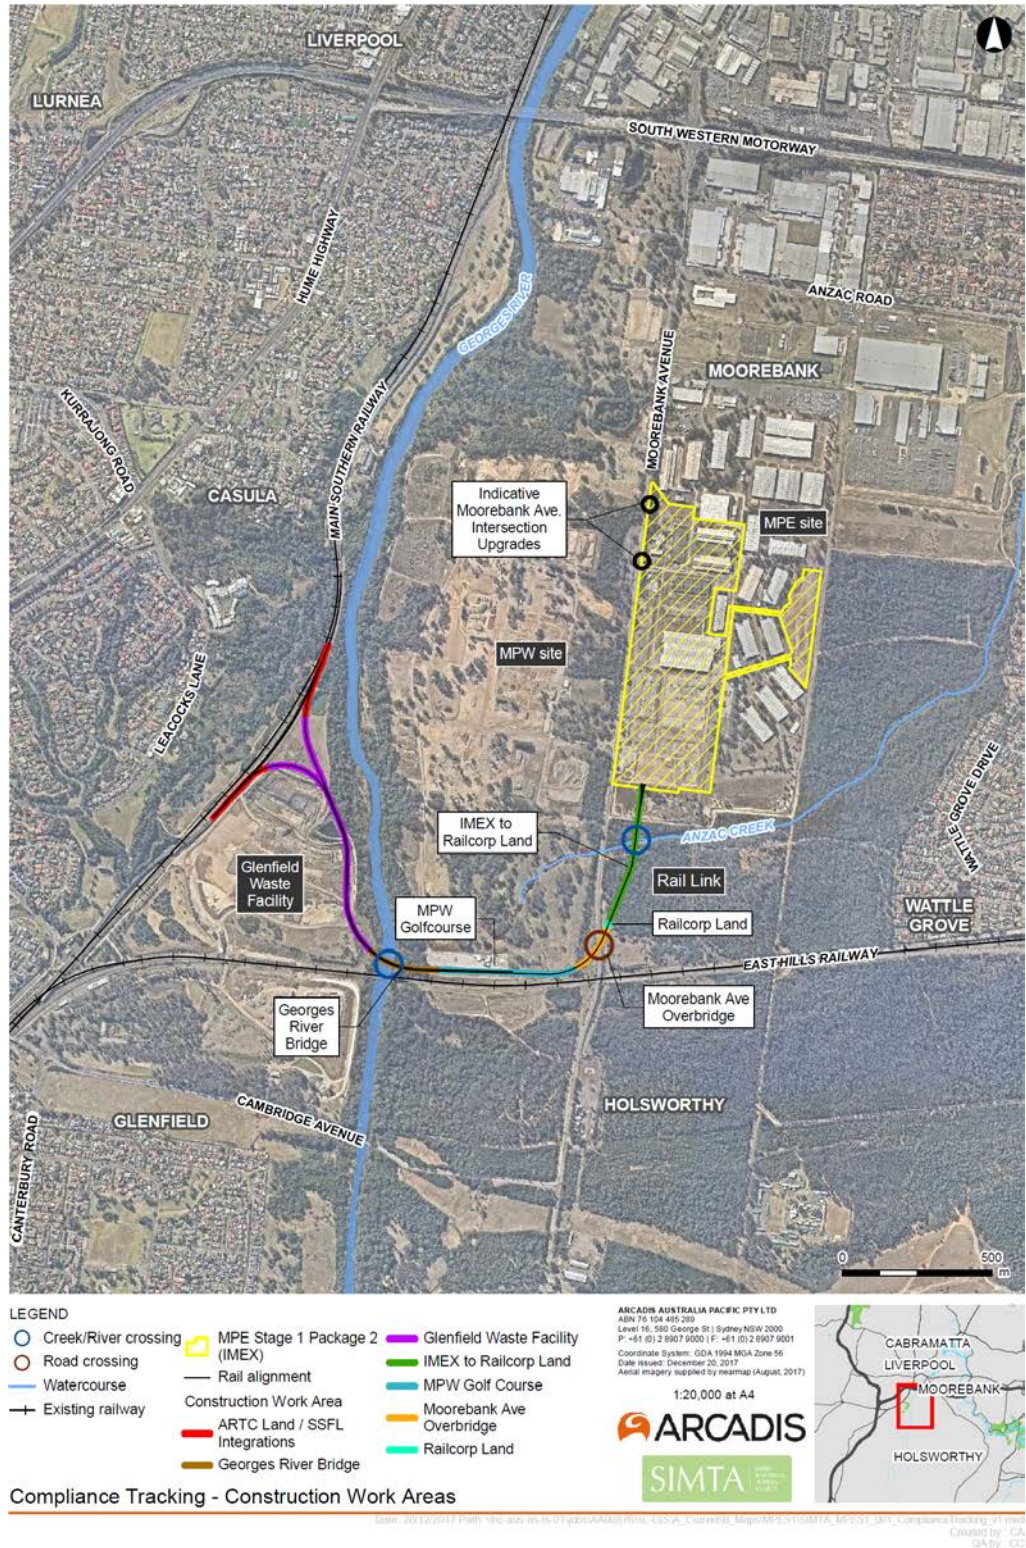 LIVERPOOL
LURNEA
SOUTH WESTERN MOTORWAY
HUME HIGHWAY
GEORGES RIVER
ANZAC ROAD
MOOREBANK
MOOREBANK AVENUE
KURRAJONG ROAD
MAIN SOUTHERN RAILWAY
CASULA
Indicative
Moorebank Ave.
Intersection
Upgrades
MPE site
MPW site
LEACOCKS LANE
IMEX to
Railcorp Land
ANZAC CREEK
WATTLE GROVE DRIVE
Glenfield
Waste
Facility
Rail Link
MPW
Golfcourse
Railcorp Land
WATTLE
GROVE
EAST HILLS RAILWAY
Georges
River
Bridge
Moorebank Ave
Overbridge
HOLSWORTHY
CAMBRIDGE AVENUE
GLENFIELD
CANTERBURY ROAD
0 500
m
LEGEND
Creek/River crossing
Road crossing
Watercourse
Existing railway
MPE Stage 1 Package 2
(IMEX)
Rail alignment
Construction Work Area
ARTC Land / SSFL
Integrations
Georges River Bridge
Glenfield Waste Facility
IMEX to Railcorp Land
MPW Golf Course
Moorebank Ave
Overbridge
Railcorp Land
ARCADIS AUSTRALIA PACIFIC PTY LTD
ABN 76 104 485 289
Level 16, 580 George St | Sydney NSW 2000
P: +61 (0) 2 8907 9000 | F: +61 (0) 2 8907 9001
Coordinate System: GDA 1994 MGA Zone 56
Date issued: December 20, 2017
Aerial imagery supplied by nearmap (August, 2017)
1:20,000 at A4
ARCADIS
SIMTA
CABRAMATTA
LIVERPOOL
MOOREBANK
HOLSWORTHY
Compliance Tracking - Construction Work Areas
Created by : CA
QA by : CC